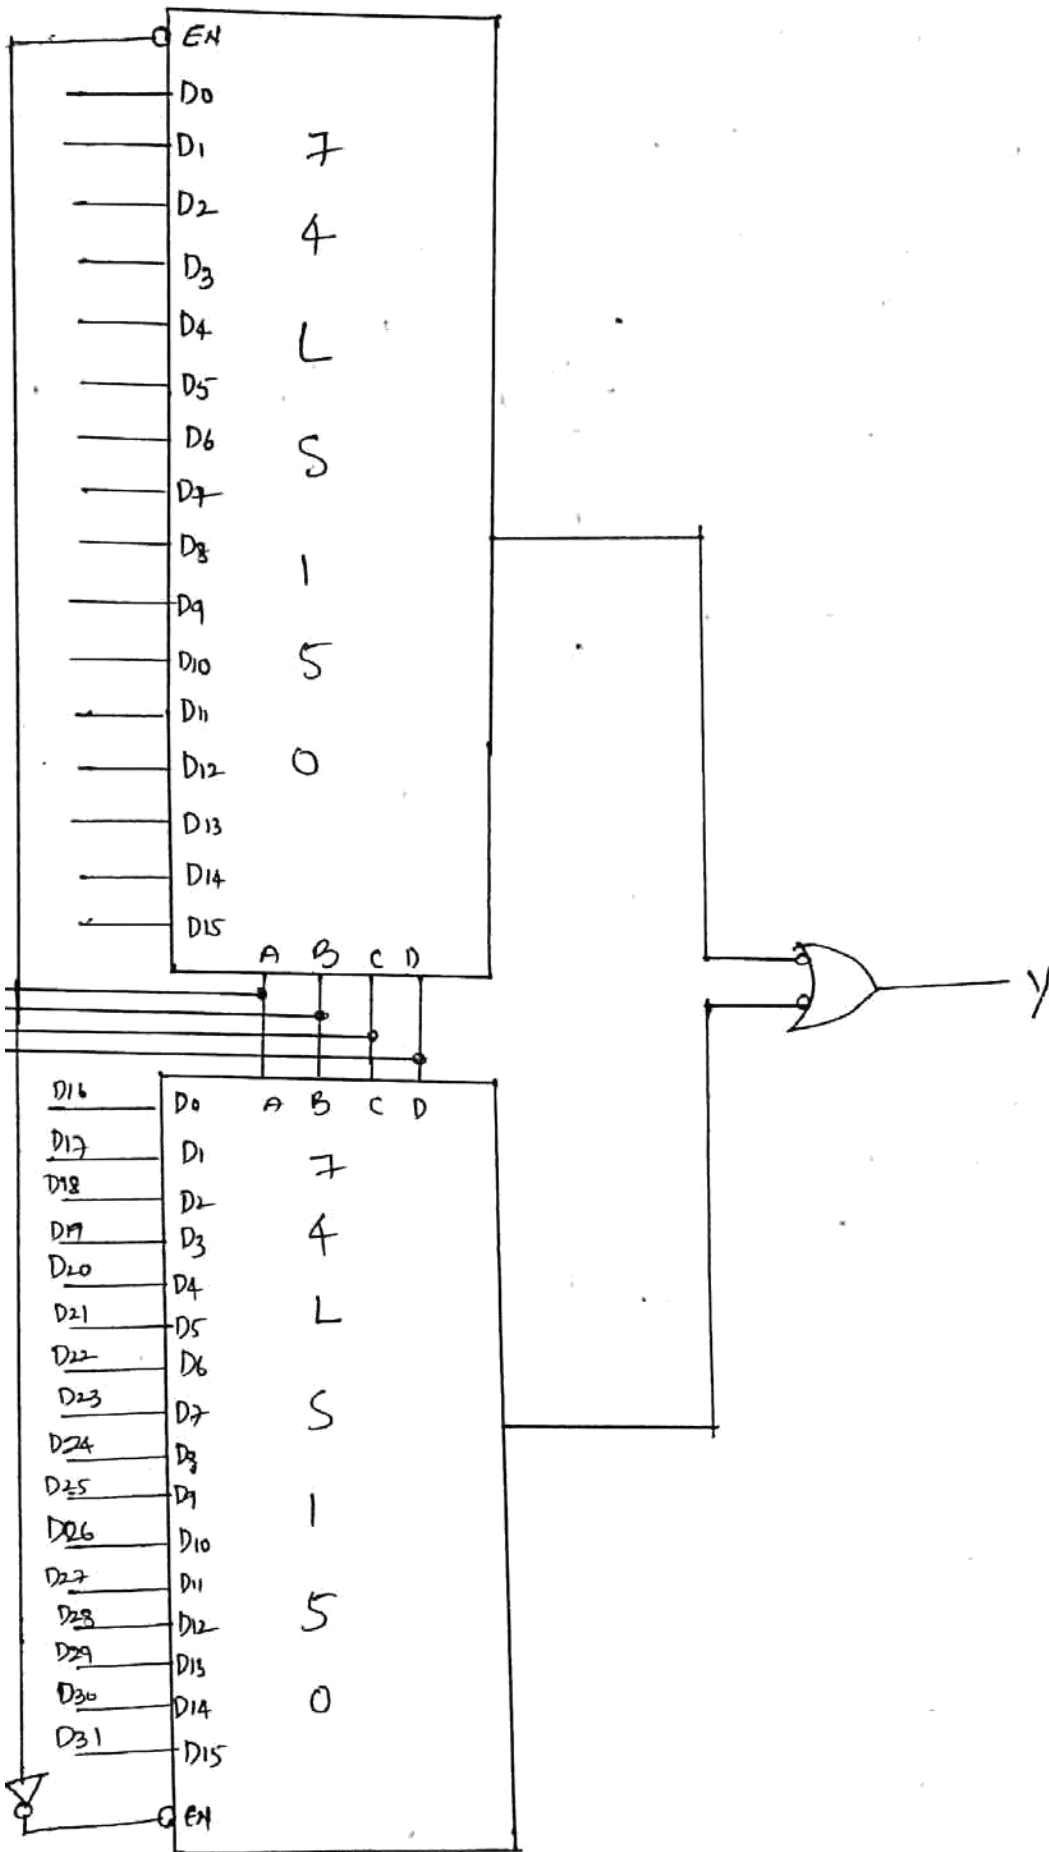 EN
D0
D1
7
D2
4
D3
D4
L
D5
D6
S
D7
D8
1
D9
D10
5
D11
D12
0
D13
D14
D15
A B C D
Y
D16 D0 A B C D
D17 D1
7
D18 D2
D19 D3
4
D20 D4
D21 D5
L
D22 D6
D23 D7
S
D24 D8
D25 D9
1
D26 D10
D27 D11
D28 D12
5
D29 D13
D30 D14
0
D31 D15
EN